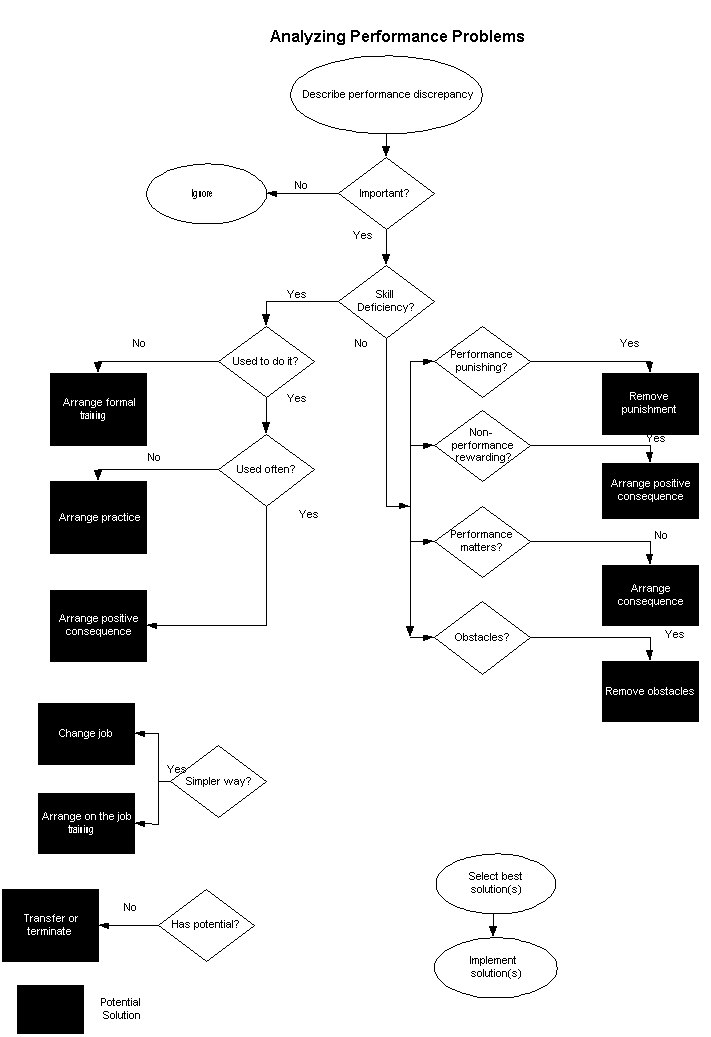 Analyzing Performance Problems
Describe performance discrepancy
Ignore
No
Important?
Yes
Skill
Deficiency?
Yes
No
Used to do it?
No
Arrange formal
training
Yes
Used often?
No
Arrange practice
Yes
Arrange positive
consequence
Performance
punishing?
Yes
Remove
punishment
Non-
performance
rewarding?
Yes
Arrange positive
consequence
Performance
matters?
No
Arrange
consequence
Obstacles?
Yes
Remove obstacles
Change job
Yes
Simpler way?
Arrange on the job
training
Transfer or
terminate
No
Has potential?
Select best
solution(s)
Implement
solution(s)
Potential
Solution